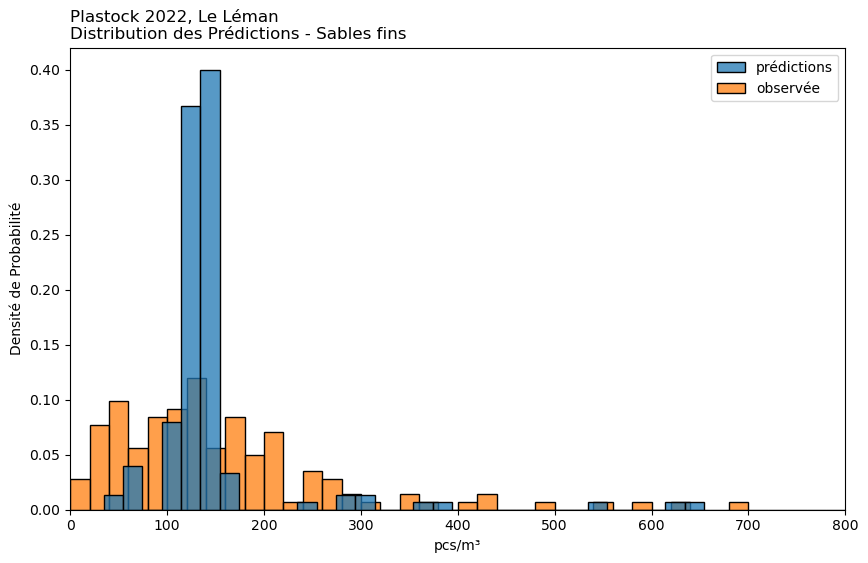 Plastock 2022, Le Léman
Distribution des Prédictions - Sables fins
prédictions
observée
Densité de Probabilité
0.40
0.35
0.30
0.25
0.20
0.15
0.10
0.05
0.00
0 100 200 300 400 500 600 700 800
pcs/m³